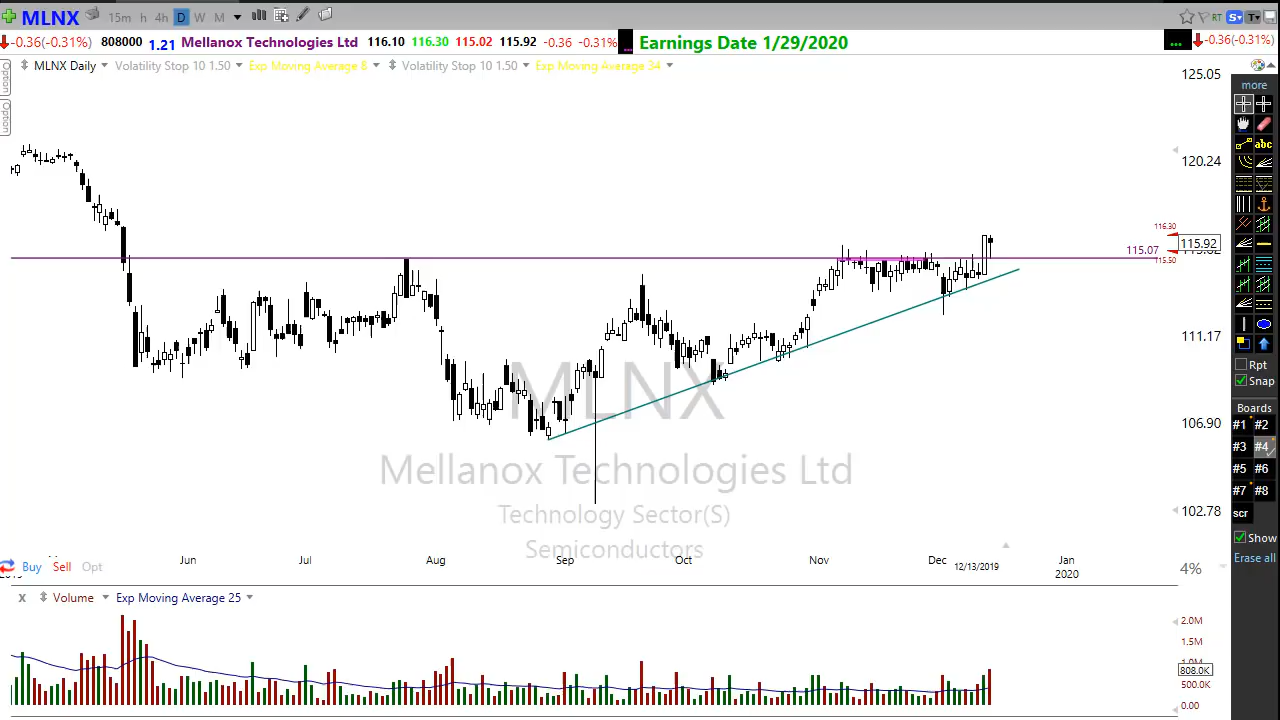 MLNX 15m h 4h D W M RT S T -0.36(-0.31%)
-0.36(-0.31%) 808000 1.21 Mellanox Technologies Ltd 116.10 116.30 115.02 115.92 -0.36 -0.31% ... Earnings Date 1/29/2020 ...
MLNX Daily Volatility Stop 10 1.50 Exp Moving Average 8 Volatility Stop 10 1.50 Exp Moving Average 34
Option
Option
125.05
120.24
116.30
115.07 115.92
115.50
111.17
106.90
102.78
MLNX
Mellanox Technologies Ltd
Technology Sector(S)
Semiconductors
Jun Jul Aug Sep Oct Nov Dec 12/13/2019 Jan
2020
Buy Sell Opt
4%
X Volume Exp Moving Average 25
2.0M
1.5M
1.0M
808.0K
500.0K
0.00
more
abc
Rpt
Snap
Boards
#1 #2
#3 #4
#5 #6
#7 #8
scr
Show
Erase all